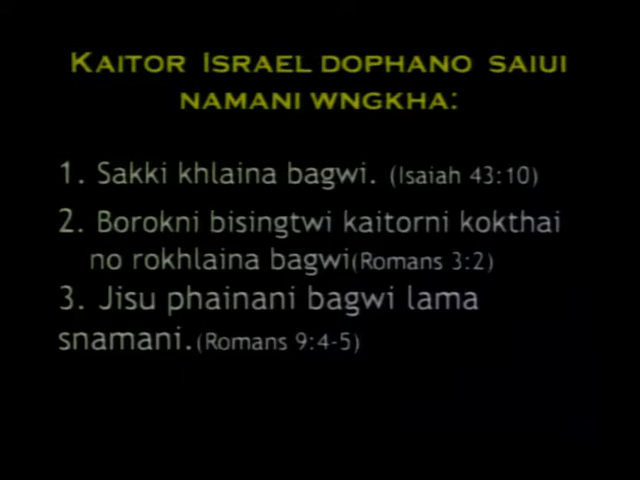 KAITOR ISRAEL DOPHANO SAIUI
NAMANI WNGKHA:
1. Sakki khlaina bagwi. (Isaiah 43:10)
2. Borokni bisingtwi kaitorni kokthai
no rokhlaina bagwi(Romans 3:2)
3. Jisu phainani bagwi lama
snamani.(Romans 9:4-5)